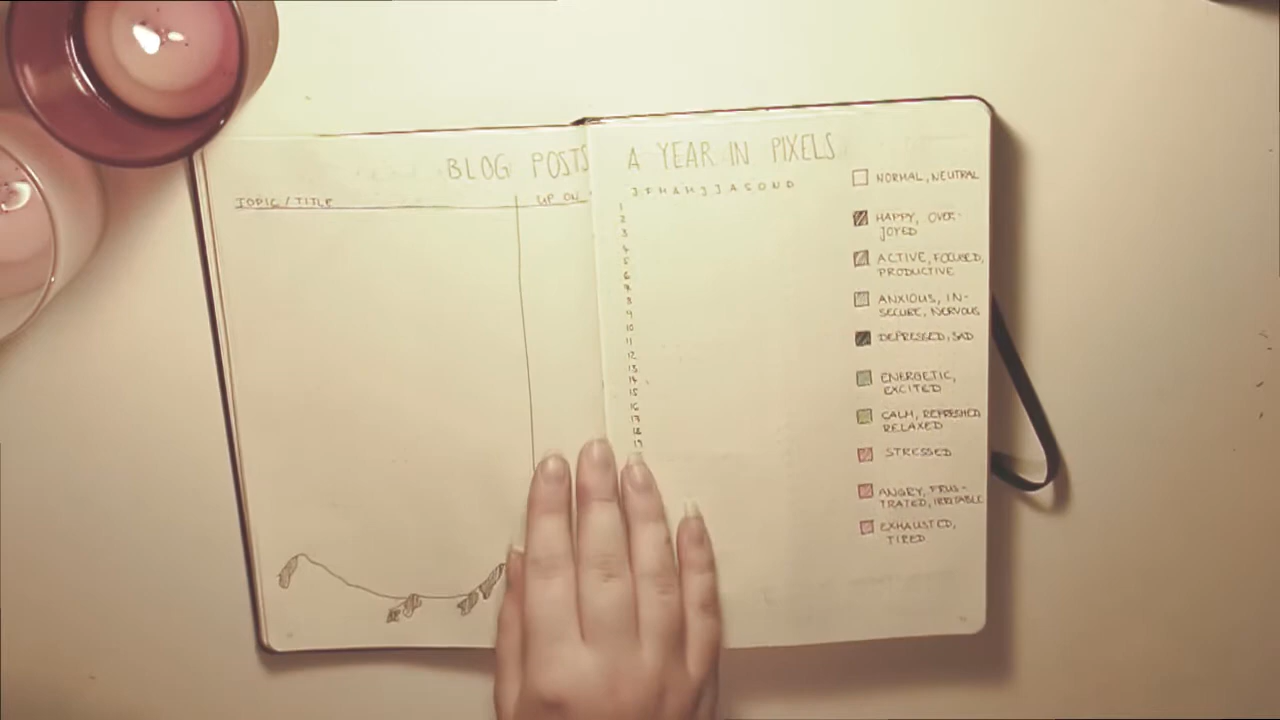 BLOG POSTS
TOPIC / TITLE
UP ON
A YEAR IN PIXELS
J F M A M J J A S O N D
1
2
3
4
5
6
7
8
9
10
11
12
13
14
15
16
17
18
19
NORMAL, NEUTRAL
HAPPY, OVER-
JOYED
ACTIVE, FOCUSED,
PRODUCTIVE
ANXIOUS, IN-
SECURE, NERVOUS
DEPRESSED, SAD
ENERGETIC,
EXCITED
CALM, REFRESHED
RELAXED
STRESSED
ANGRY, FRUS-
TRATED, IRRITABLE
EXHAUSTED,
TIRED